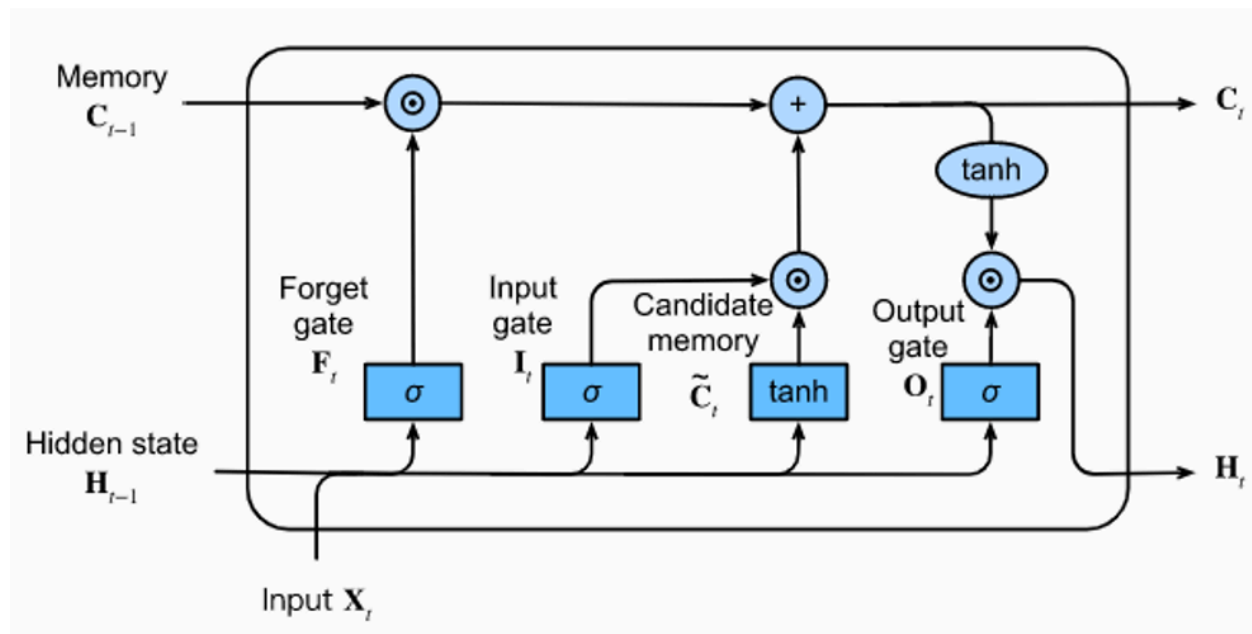 Memory
C_{t-1}
⊙
+
C_t
tanh
Forget
gate
F_t
Input
gate
I_t
Candidate
memory
C̃_t
⊙
Output
gate
O_t
⊙
σ
σ
tanh
σ
Hidden state
H_{t-1}
H_t
Input X_t